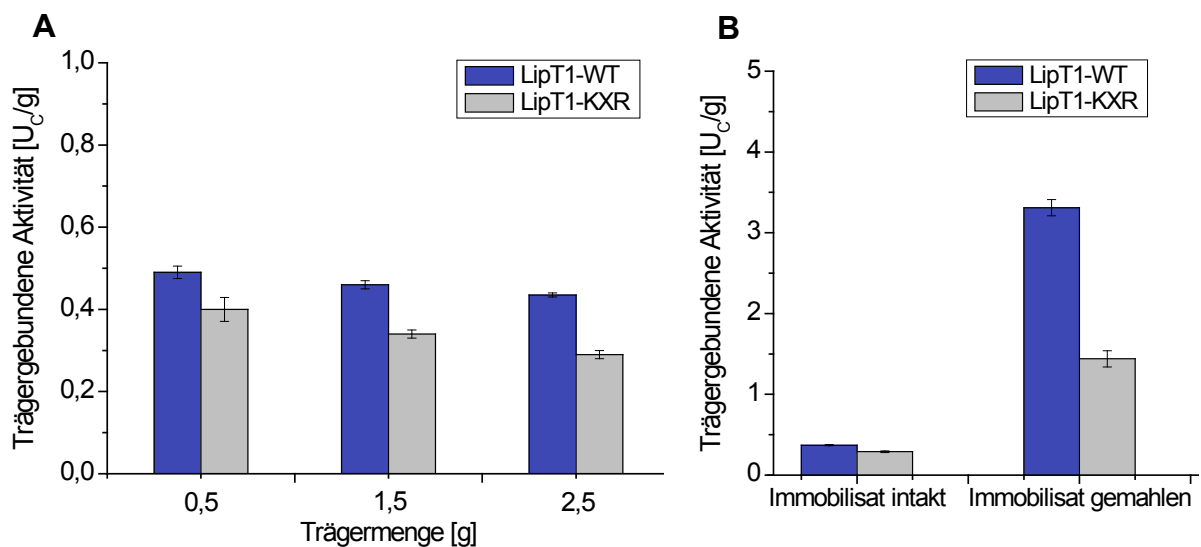 A
Trägergebundene Aktivität [U_C/g]
1,0
0,8
0,6
0,4
0,2
0,0
LipT1-WT
LipT1-KXR
0,5
1,5
2,5
Trägermenge [g]
B
Trägergebundene Aktivität [U_C/g]
5
4
3
2
1
0
LipT1-WT
LipT1-KXR
Immobilisat intakt
Immobilisat gemahlen